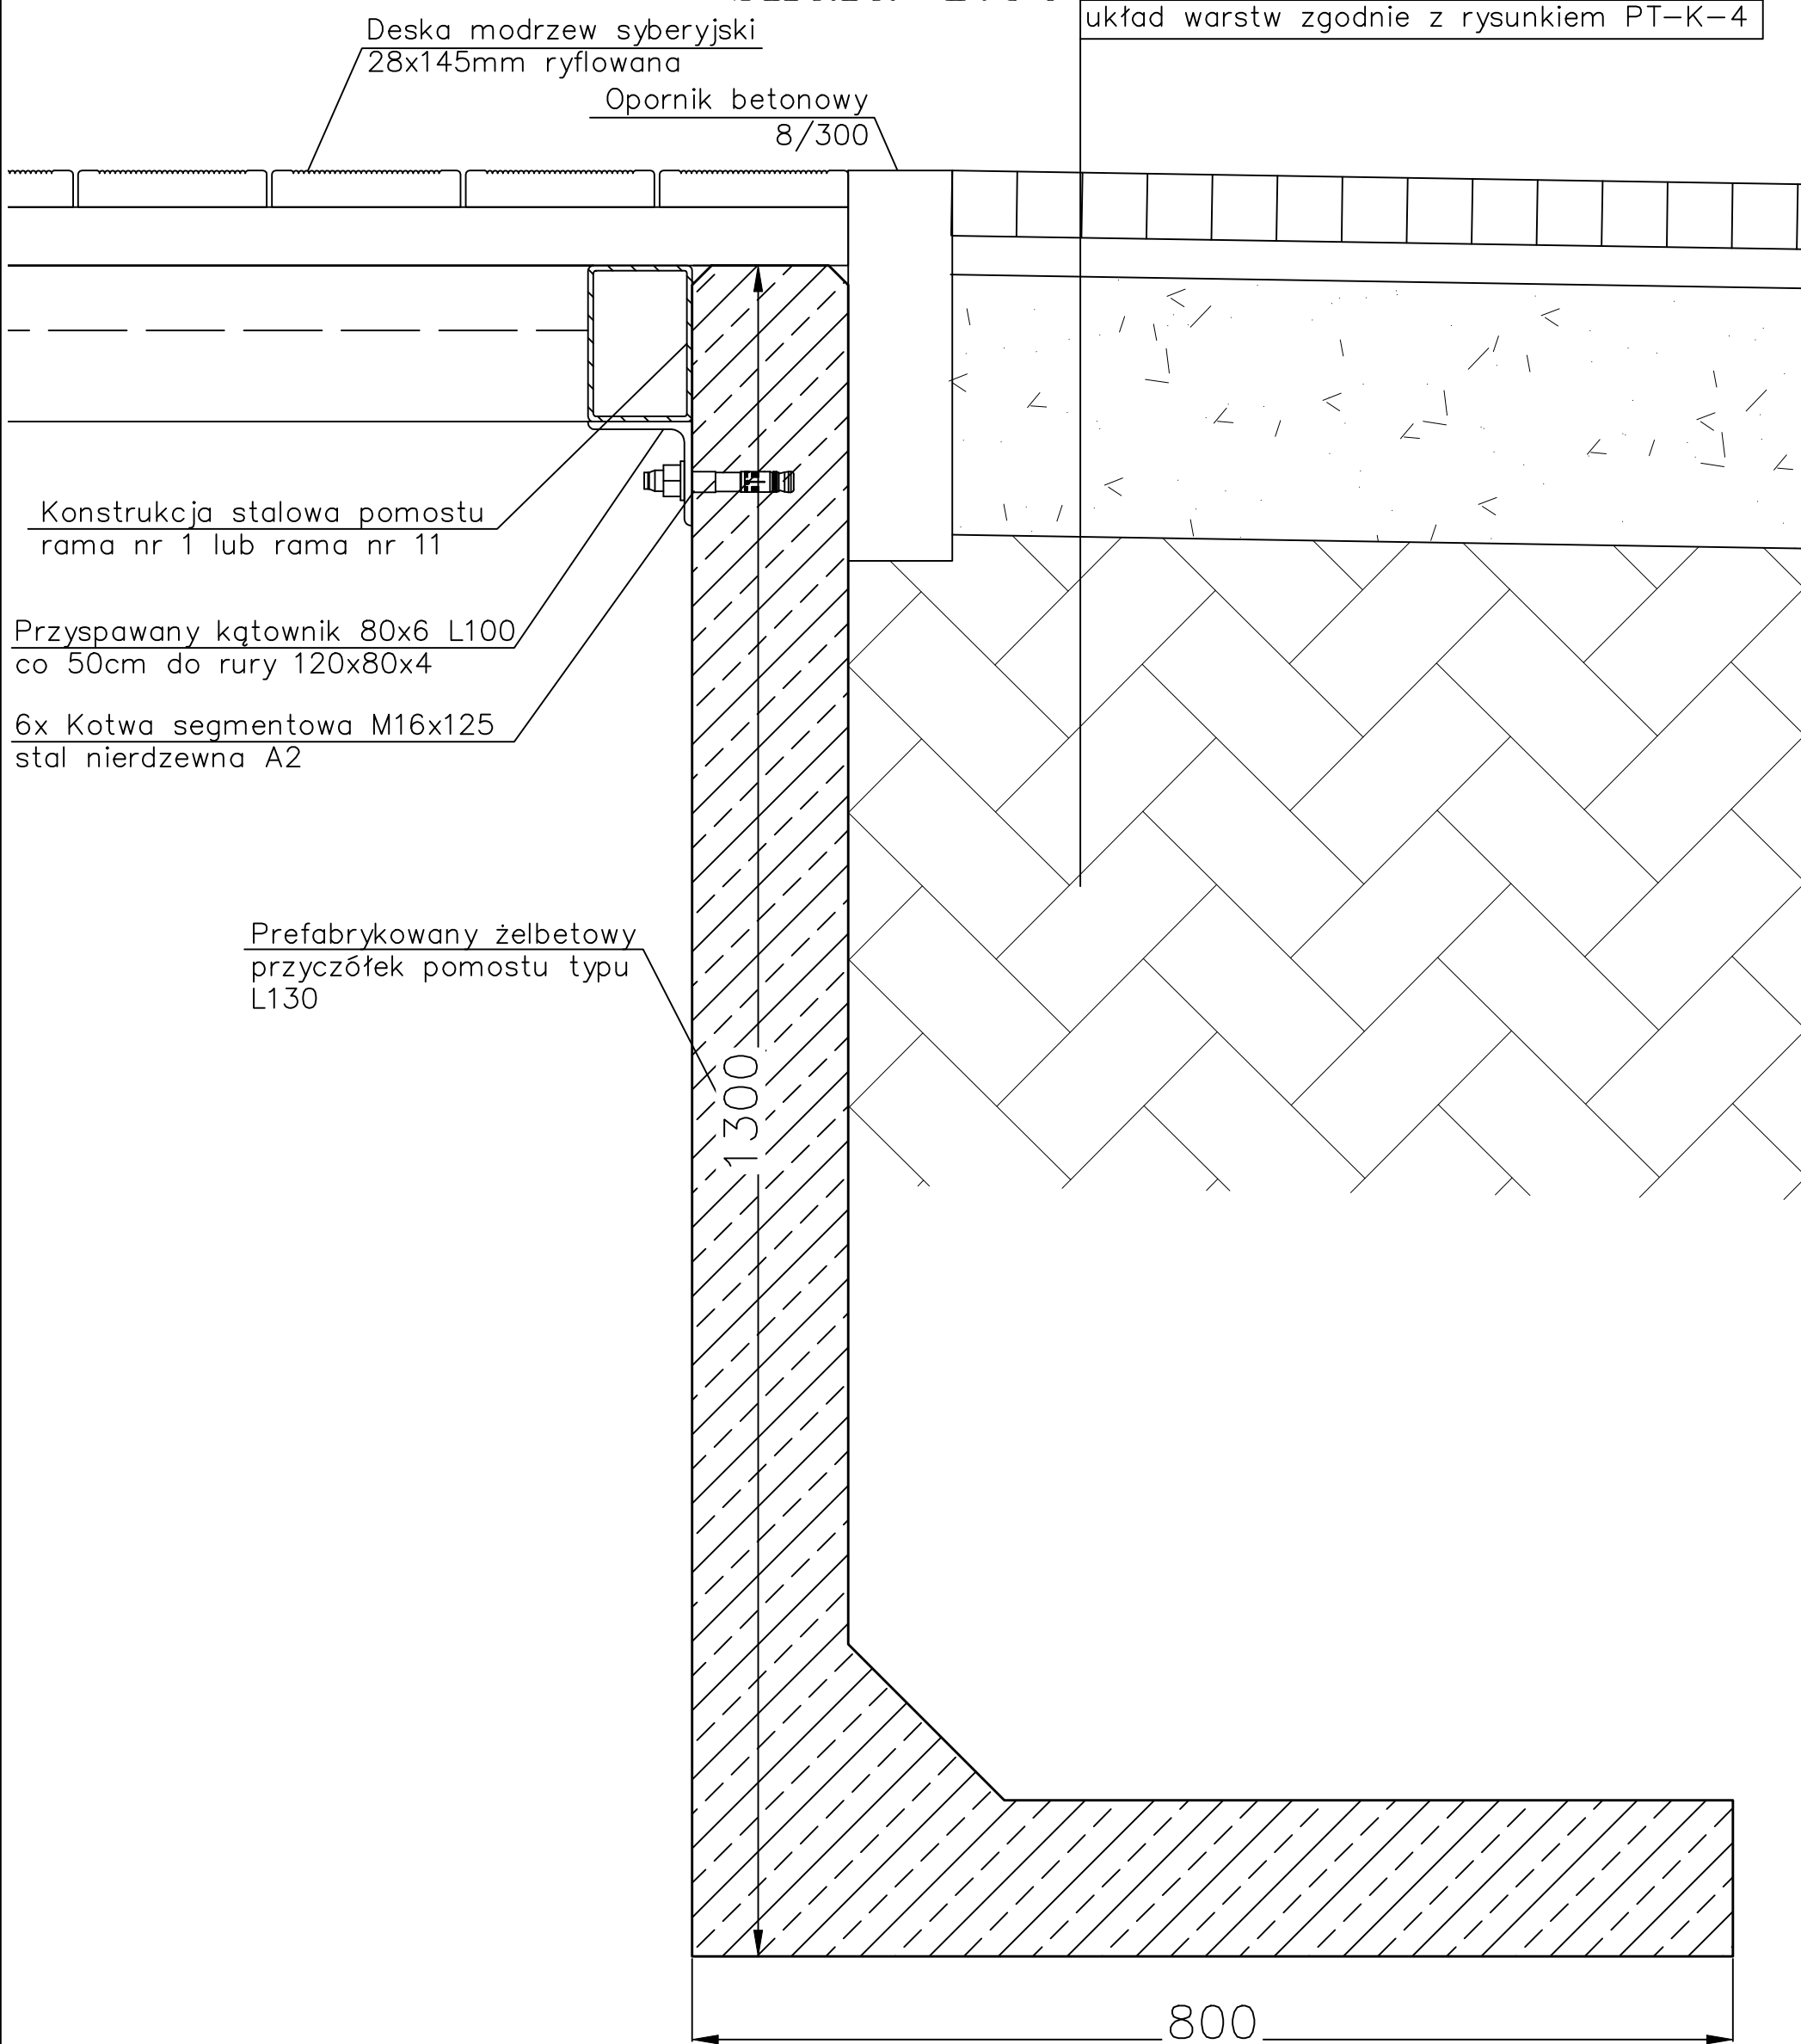 układ warstw zgodnie z rysunkiem PT-K-4
Deska modrzew syberyjski
28x145mm ryflowana
Opornik betonowy
8/300
Konstrukcja stalowa pomostu
rama nr 1 lub rama nr 11
Przyspawany kątownik 80x6 L100
co 50cm do rury 120x80x4
6x Kotwa segmentowa M16x125
stal nierdzewna A2
Prefabrykowany żelbetowy
przyczółek pomostu typu
L130
1300
800